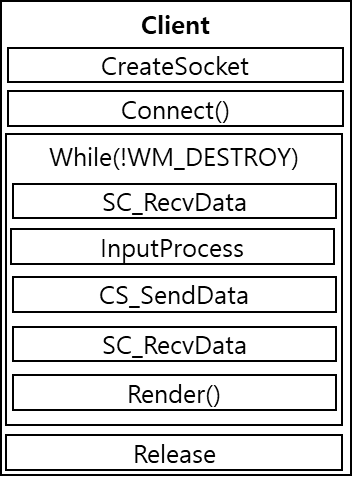 Client
CreateSocket
Connect()
While(!WM_DESTROY)
SC_RecvData
InputProcess
CS_SendData
SC_RecvData
Render()
Release